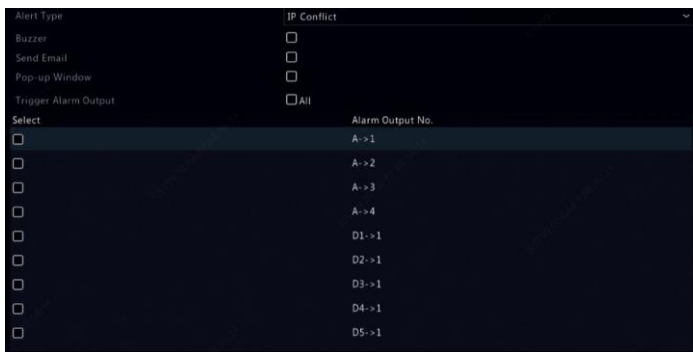 Alert Type IP Conflict
Buzzer
Send Email
Pop-up Window
Trigger Alarm Output All
Select Alarm Output No.
A->1
A->2
A->3
A->4
D1->1
D2->1
D3->1
D4->1
D5->1